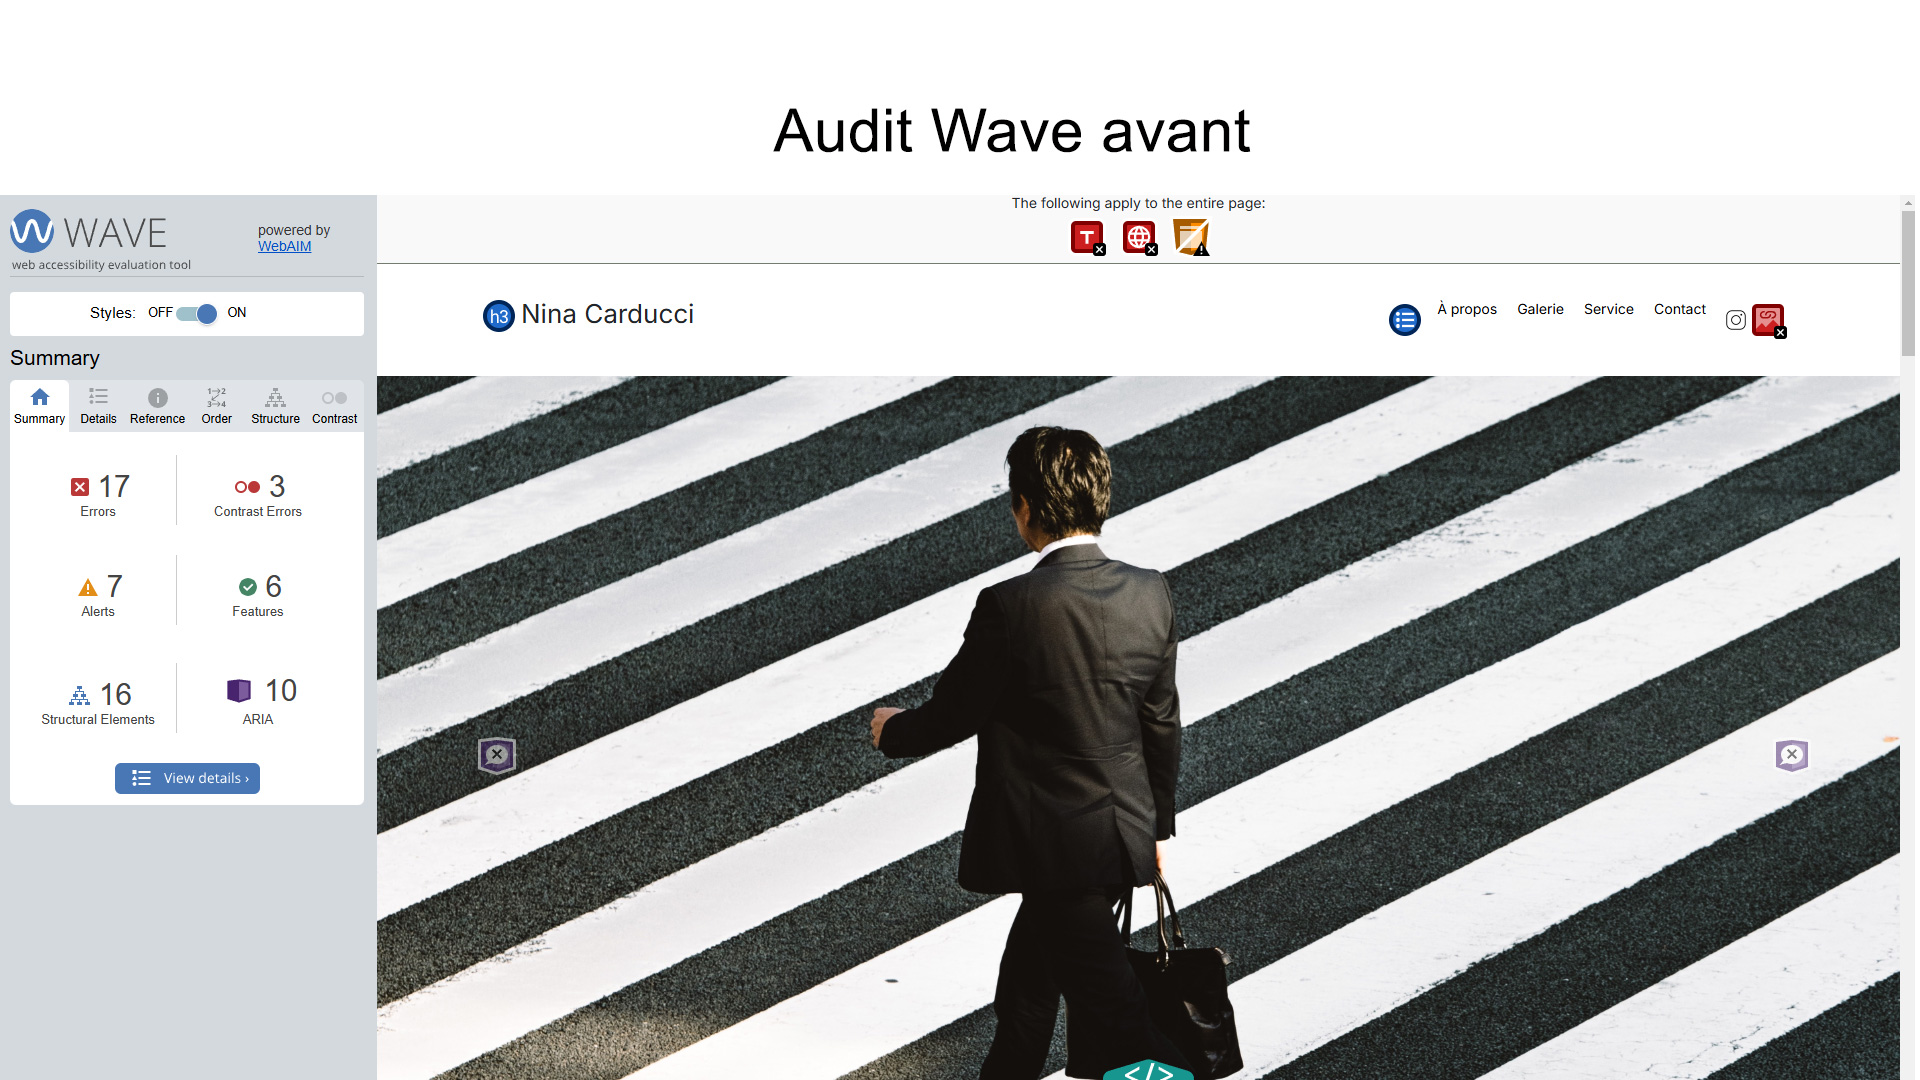 Audit Wave avant
WAVE
web accessibility evaluation tool
powered by
WebAIM
Styles: OFF ON
Summary
Summary Details Reference Order Structure Contrast
17
Errors
3
Contrast Errors
7
Alerts
6
Features
16
Structural Elements
10
ARIA
View details ›
The following apply to the entire page:
h3 Nina Carducci
À propos Galerie Service Contact
</>